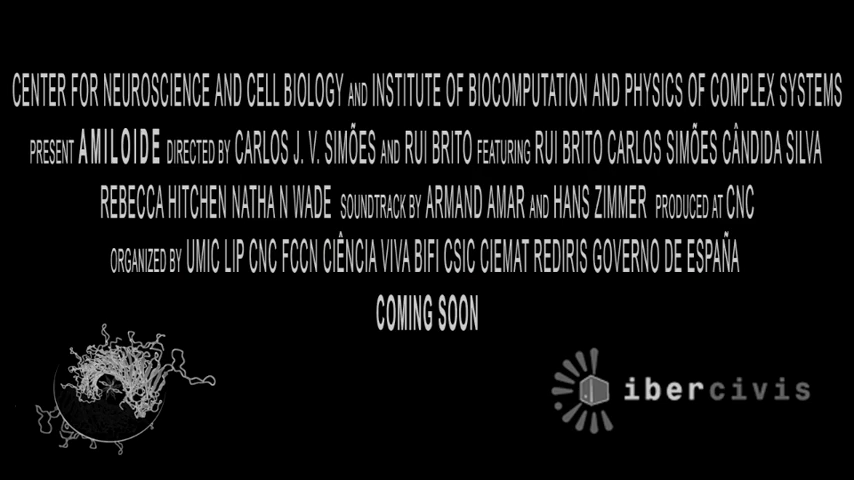 CENTER FOR NEUROSCIENCE AND CELL BIOLOGY AND INSTITUTE OF BIOCOMPUTATION AND PHYSICS OF COMPLEX SYSTEMS
PRESENT AMILOIDE DIRECTED BY CARLOS J. V. SIMÕES AND RUI BRITO FEATURING RUI BRITO CARLOS SIMÕES CÂNDIDA SILVA
REBECCA HITCHEN NATHA N WADE SOUNDTRACK BY ARMAND AMAR AND HANS ZIMMER PRODUCED AT CNC
ORGANIZED BY UMIC LIP CNC FCCN CIÊNCIA VIVA BIFI CSIC CIEMAT REDIRIS GOVERNO DE ESPAÑA
COMING SOON
ibercivis